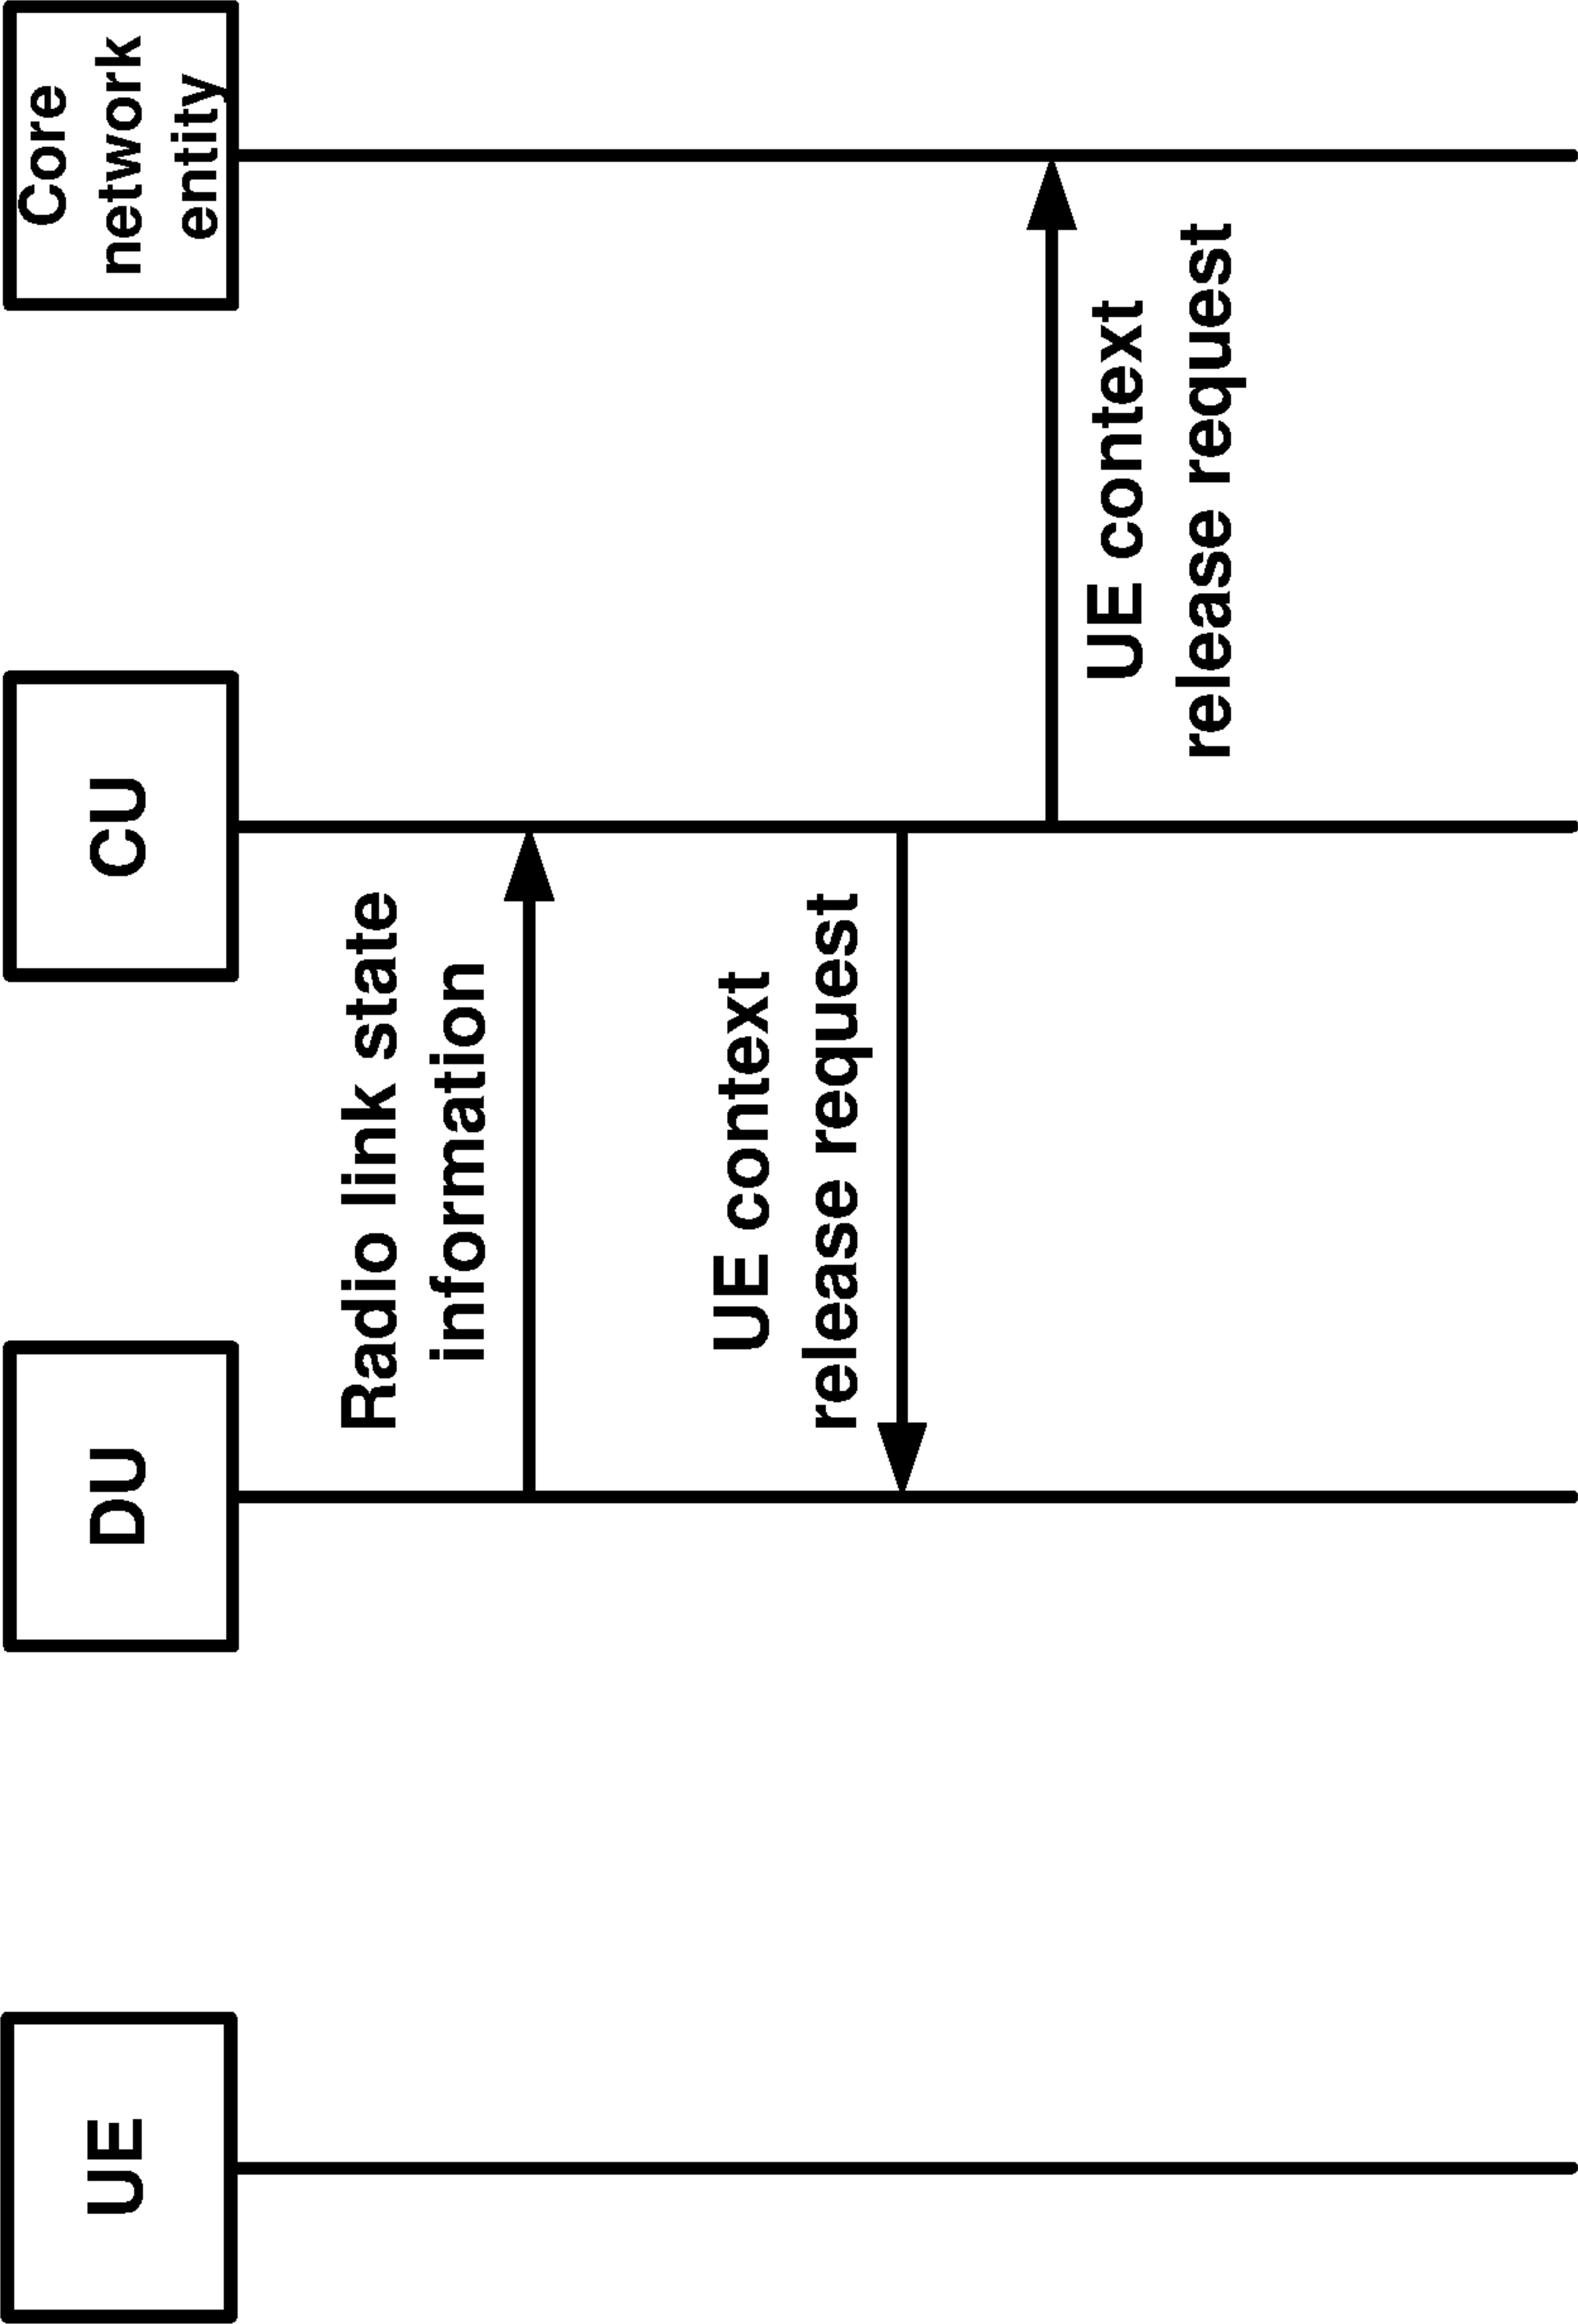 UE
DU
CU
Core
network
entity
Radio link state
information
UE context
release request
UE context
release request